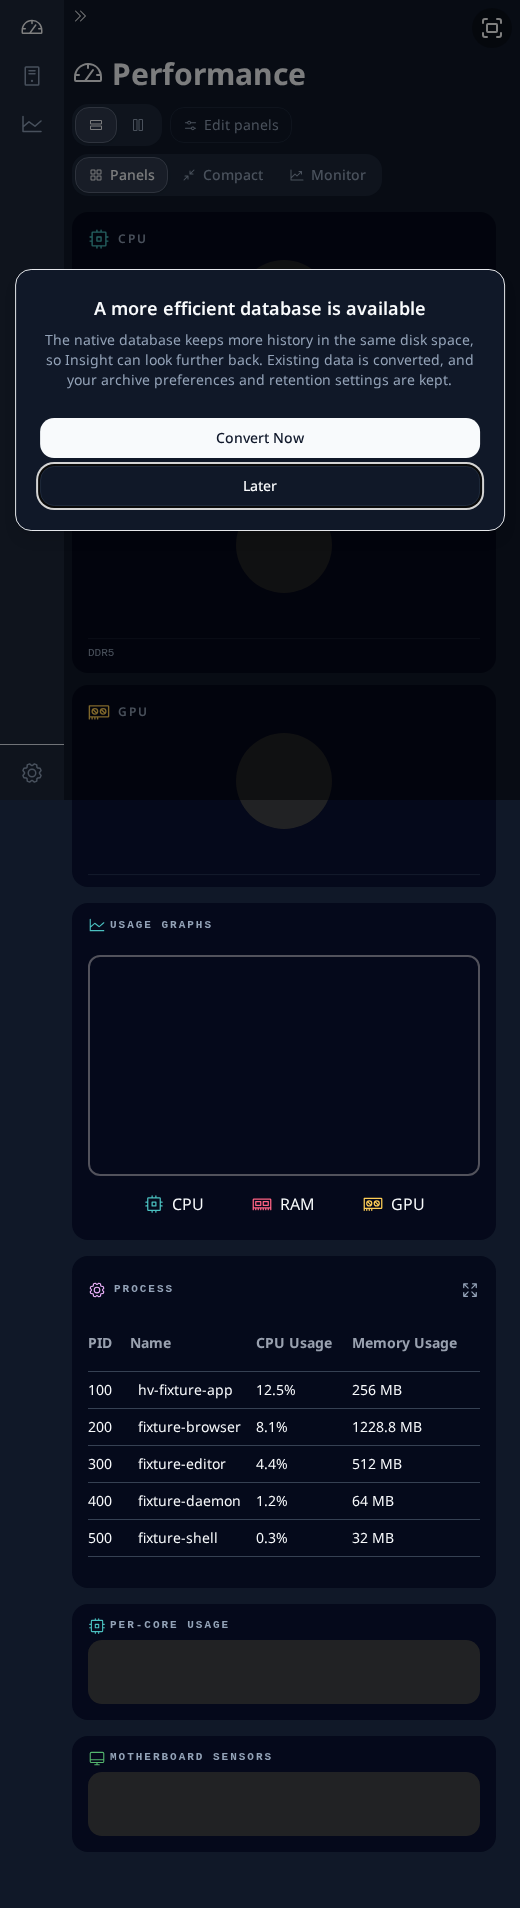 Performance
Edit panels
Panels Compact Monitor
CPU
A more efficient database is available
The native database keeps more history in the same disk space,
so Insight can look further back. Existing data is converted, and
your archive preferences and retention settings are kept.
Convert Now
Later
DDR5
GPU
USAGE GRAPHS
CPU RAM GPU
PROCESS
PID Name CPU Usage Memory Usage
100 hv-fixture-app 12.5% 256 MB
200 fixture-browser 8.1% 1228.8 MB
300 fixture-editor 4.4% 512 MB
400 fixture-daemon 1.2% 64 MB
500 fixture-shell 0.3% 32 MB
PER-CORE USAGE
MOTHERBOARD SENSORS